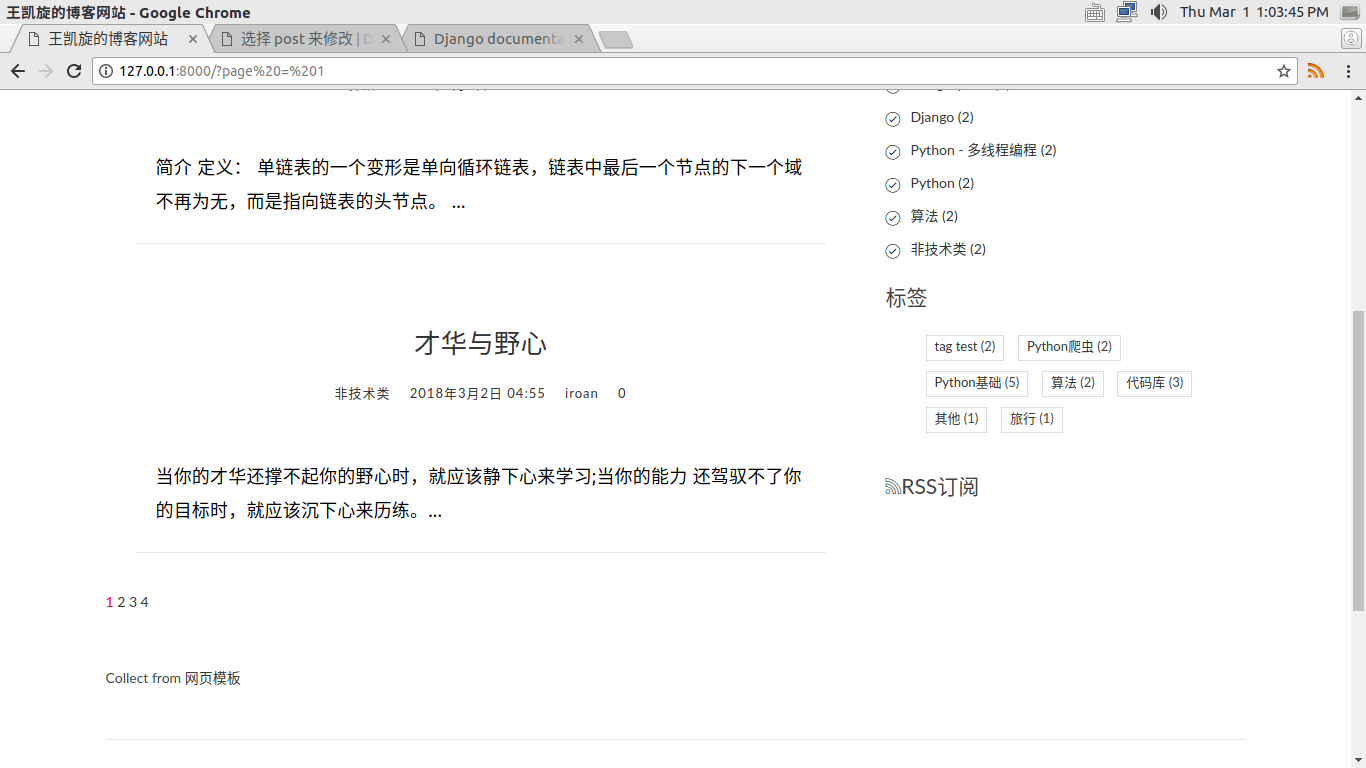 王凯旋的博客网站 - Google Chrome
Thu Mar 1 1:03:45 PM
王凯旋的博客网站
选择 post 来修改 | D
Django documenta
127.0.0.1:8000/?page%20=%201
简介 定义： 单链表的一个变形是单向循环链表，链表中最后一个节点的下一个域
不再为无，而是指向链表的头节点。 ...
才华与野心
非技术类 2018年3月2日 04:55 iroan 0
当你的才华还撑不起你的野心时，就应该静下心来学习;当你的能力 还驾驭不了你
的目标时，就应该沉下心来历练。...
1 2 3 4
Collect from 网页模板
Django (2)
Python - 多线程编程 (2)
Python (2)
算法 (2)
非技术类 (2)
标签
tag test (2) Python爬虫 (2)
Python基础 (5) 算法 (2) 代码库 (3)
其他 (1) 旅行 (1)
RSS订阅